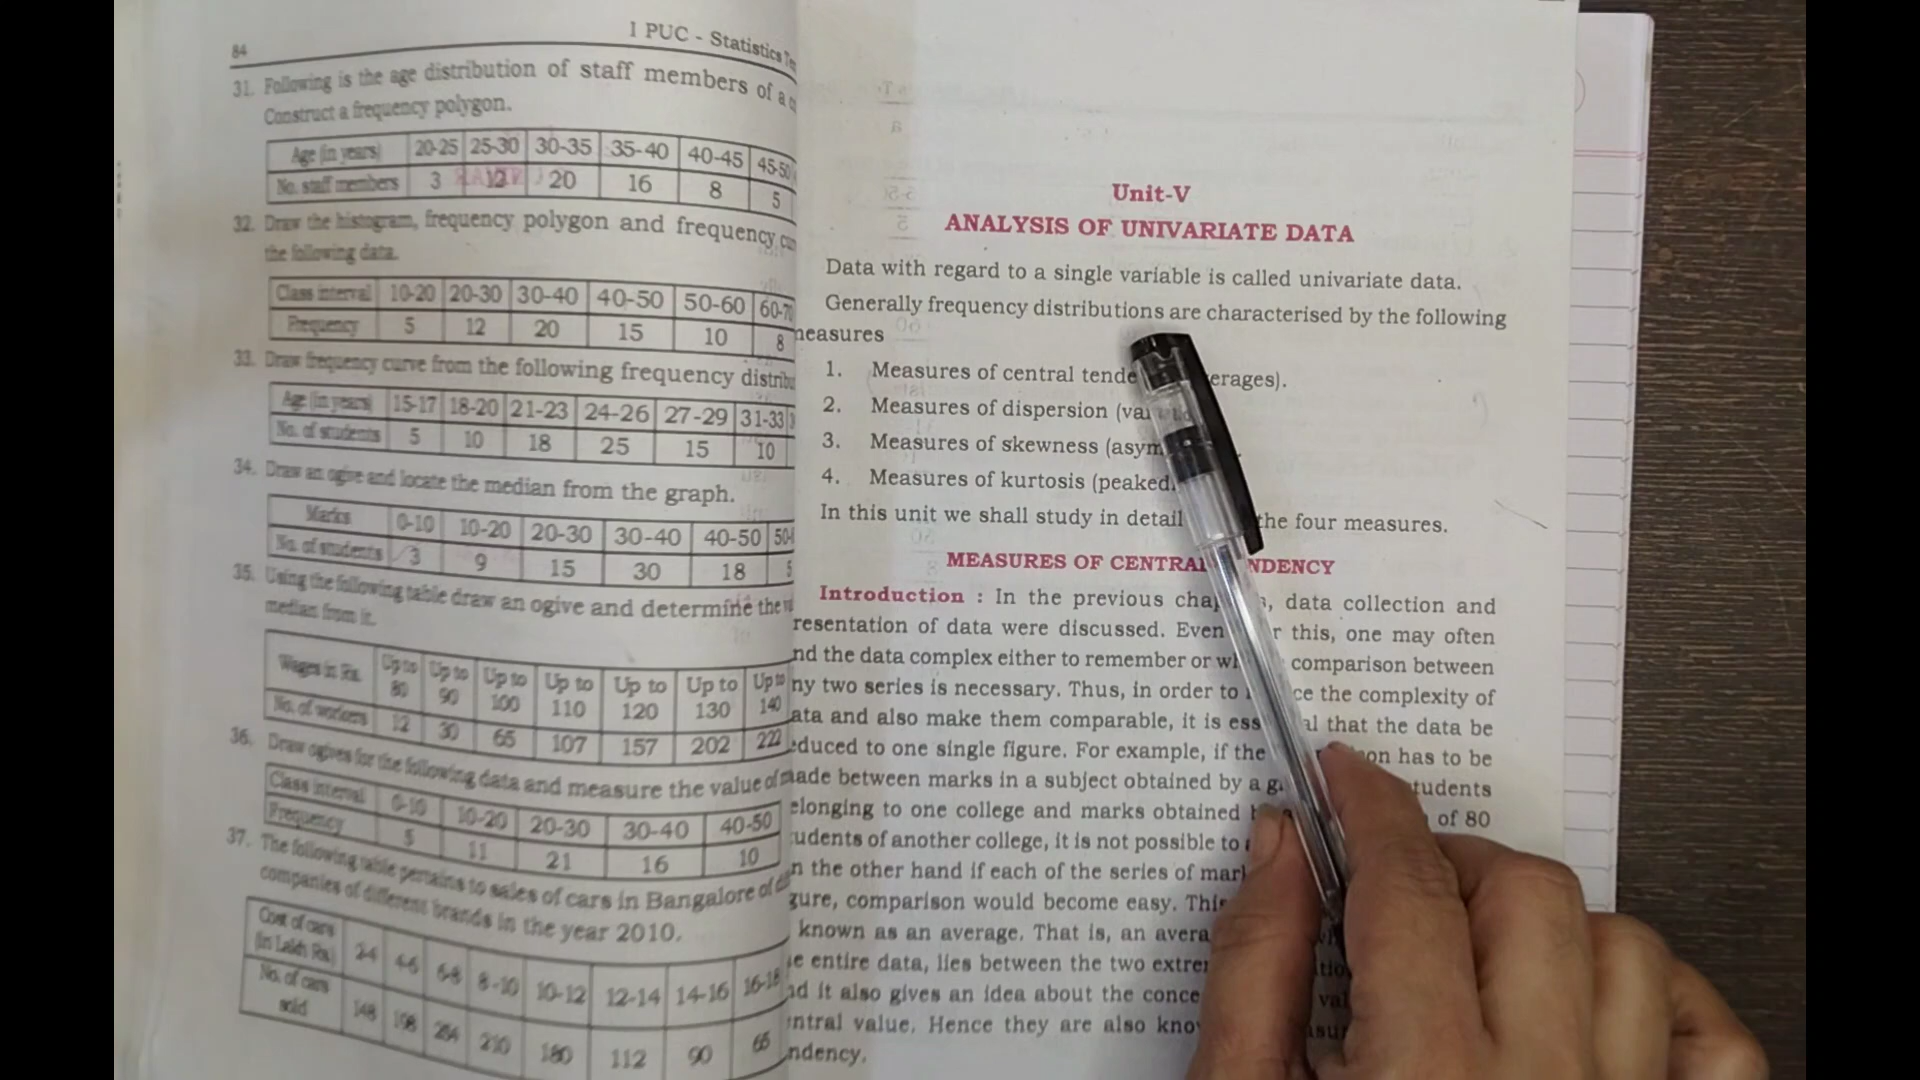 84
I PUC - Statistics
31. Following is the age distribution of staff members of a
Construct a frequency polygon.
Age (in years) 20-25 25-30 30-35 35-40 40-45 45-50
No. staff members 3 12 20 16 8 5
32. Draw the histogram, frequency polygon and frequency
the following data.
Class interval 10-20 20-30 30-40 40-50 50-60 60-70
Frequency 5 12 20 15 10 8
33. Draw frequency curve from the following frequency
Age (in years) 15-17 18-20 21-23 24-26 27-29 31-33
No. of students 5 10 18 25 15 10
34. Draw an ogive and locate the median from the graph.
Marks 0-10 10-20 20-30 30-40 40-50
No. of students 3 9 15 30 18 5
35. Using the following table draw an ogive and determine the
median from it.
Wages in Rs. Up to 80 Up to 90 Up to 100 Up to 110 Up to 120 Up to 130 Up to 140
No. of workers 12 30 65 107 157 202 222
36. Draw ogives for the following data and measure the value of
Class interval 0-10 10-20 20-30 30-40 40-50
Frequency 5 11 21 16 10
37. The following table pertains to sales of cars in Bangalore of
companies of different brands in the year 2010.
Cost of cars (in Lakh Rs.) 2-4 4-6 6-8 8-10 10-12 12-14 14-16 16-18
No. of cars sold 148 198 264 210 180 112 90 65
Unit-V
ANALYSIS OF UNIVARIATE DATA
Data with regard to a single variable is called univariate data.
Generally frequency distributions are characterised by the following
measures
1. Measures of central
2. Measures of dispersion
3. Measures of skewness
4. Measures of kurtosis
In this unit we shall study in detail the four measures.
MEASURES OF
Introduction : In the previous data collection and
resentation of data were discussed. Even this, one may often
nd the data complex either to remember or comparison between
ny two series is necessary. Thus, in order to the complexity of
ata and also make them comparable, it is that the data be
educed to one single figure. For example, if the has to be
made between marks in a subject obtained by a
elonging to one college and marks obtained of 80
tudents of another college, it is not possible to
n the other hand if each of the series of
gure, comparison would become easy.
known as an average. That is, an
e entire data, lies between the two
nd it also gives an idea about the
entral value. Hence they are also
ndency.